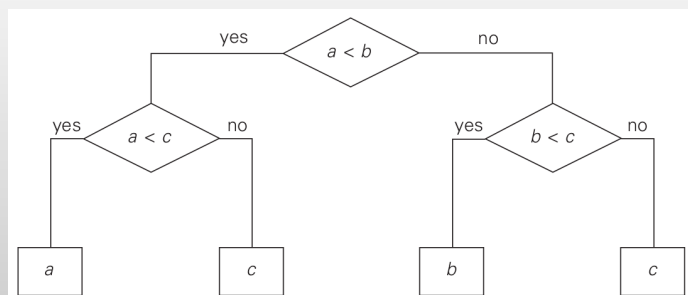 yes a < b no
yes a < c no yes b < c no
a c b c